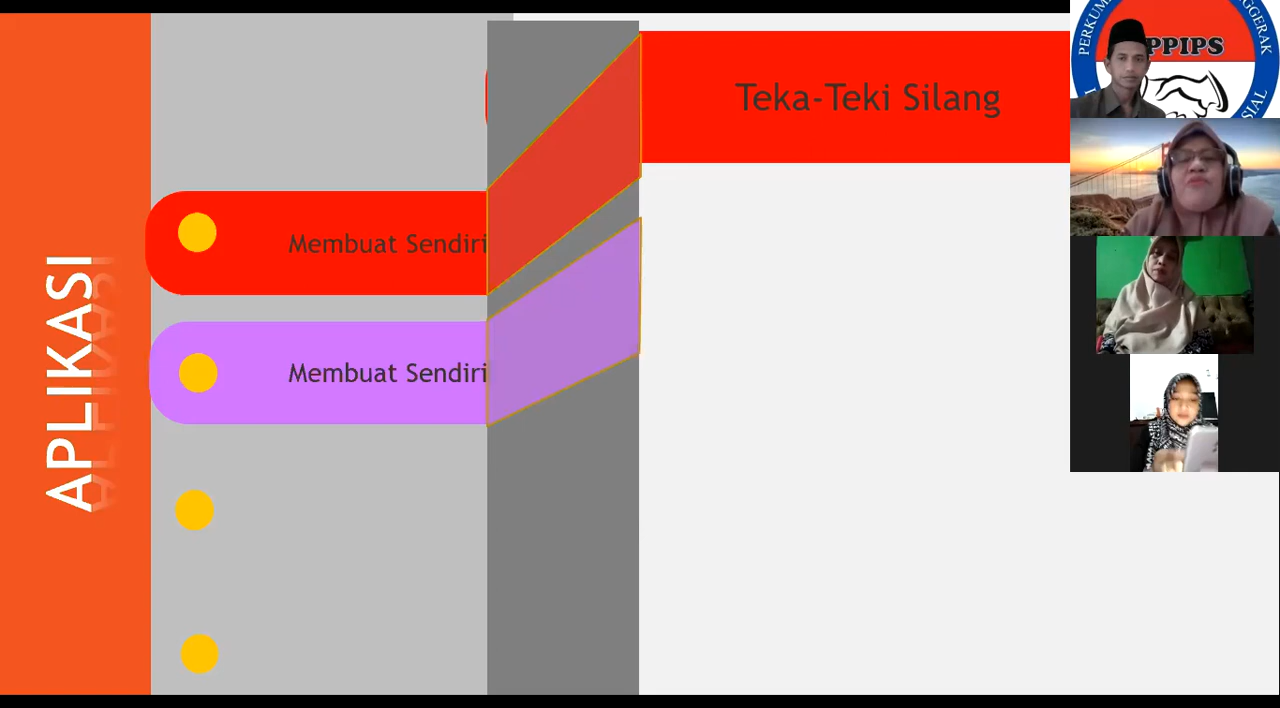 APLIKASI
Membuat Sendiri
Membuat Sendiri
Teka-Teki Silang
PPIPS